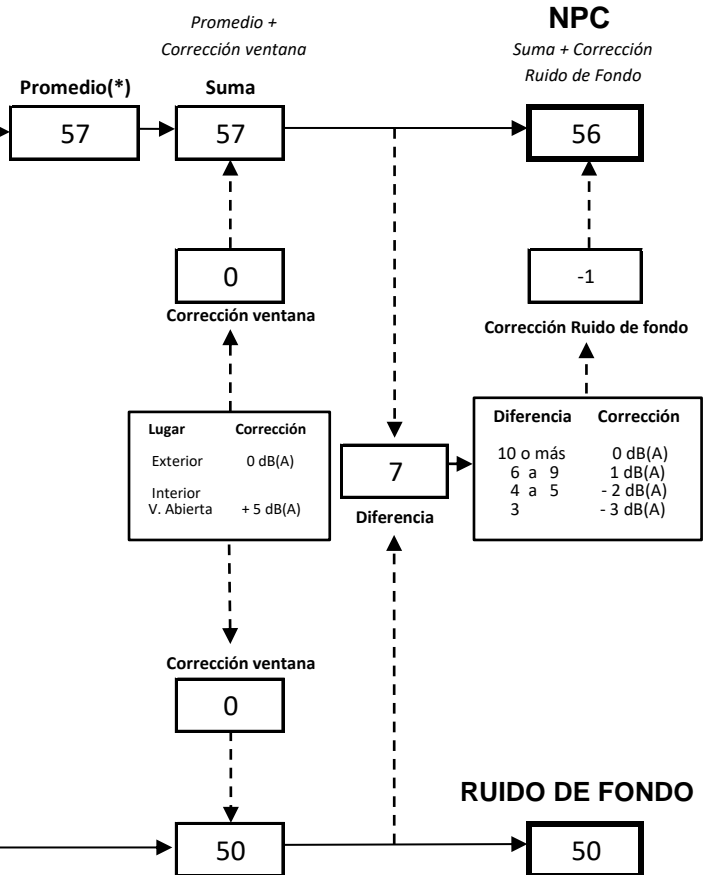 NPC
Promedio +
Corrección ventana
Suma + Corrección
Ruido de Fondo
Promedio(*)
Suma
57
57
56
0
-1
Corrección ventana
Corrección Ruido de fondo
Lugar Corrección
Exterior 0 dB(A)
Interior
V. Abierta + 5 dB(A)
7
Diferencia
Diferencia Corrección
10 o más 0 dB(A)
6 a 9 1 dB(A)
4 a 5 - 2 dB(A)
3 - 3 dB(A)
Corrección ventana
0
RUIDO DE FONDO
50
50